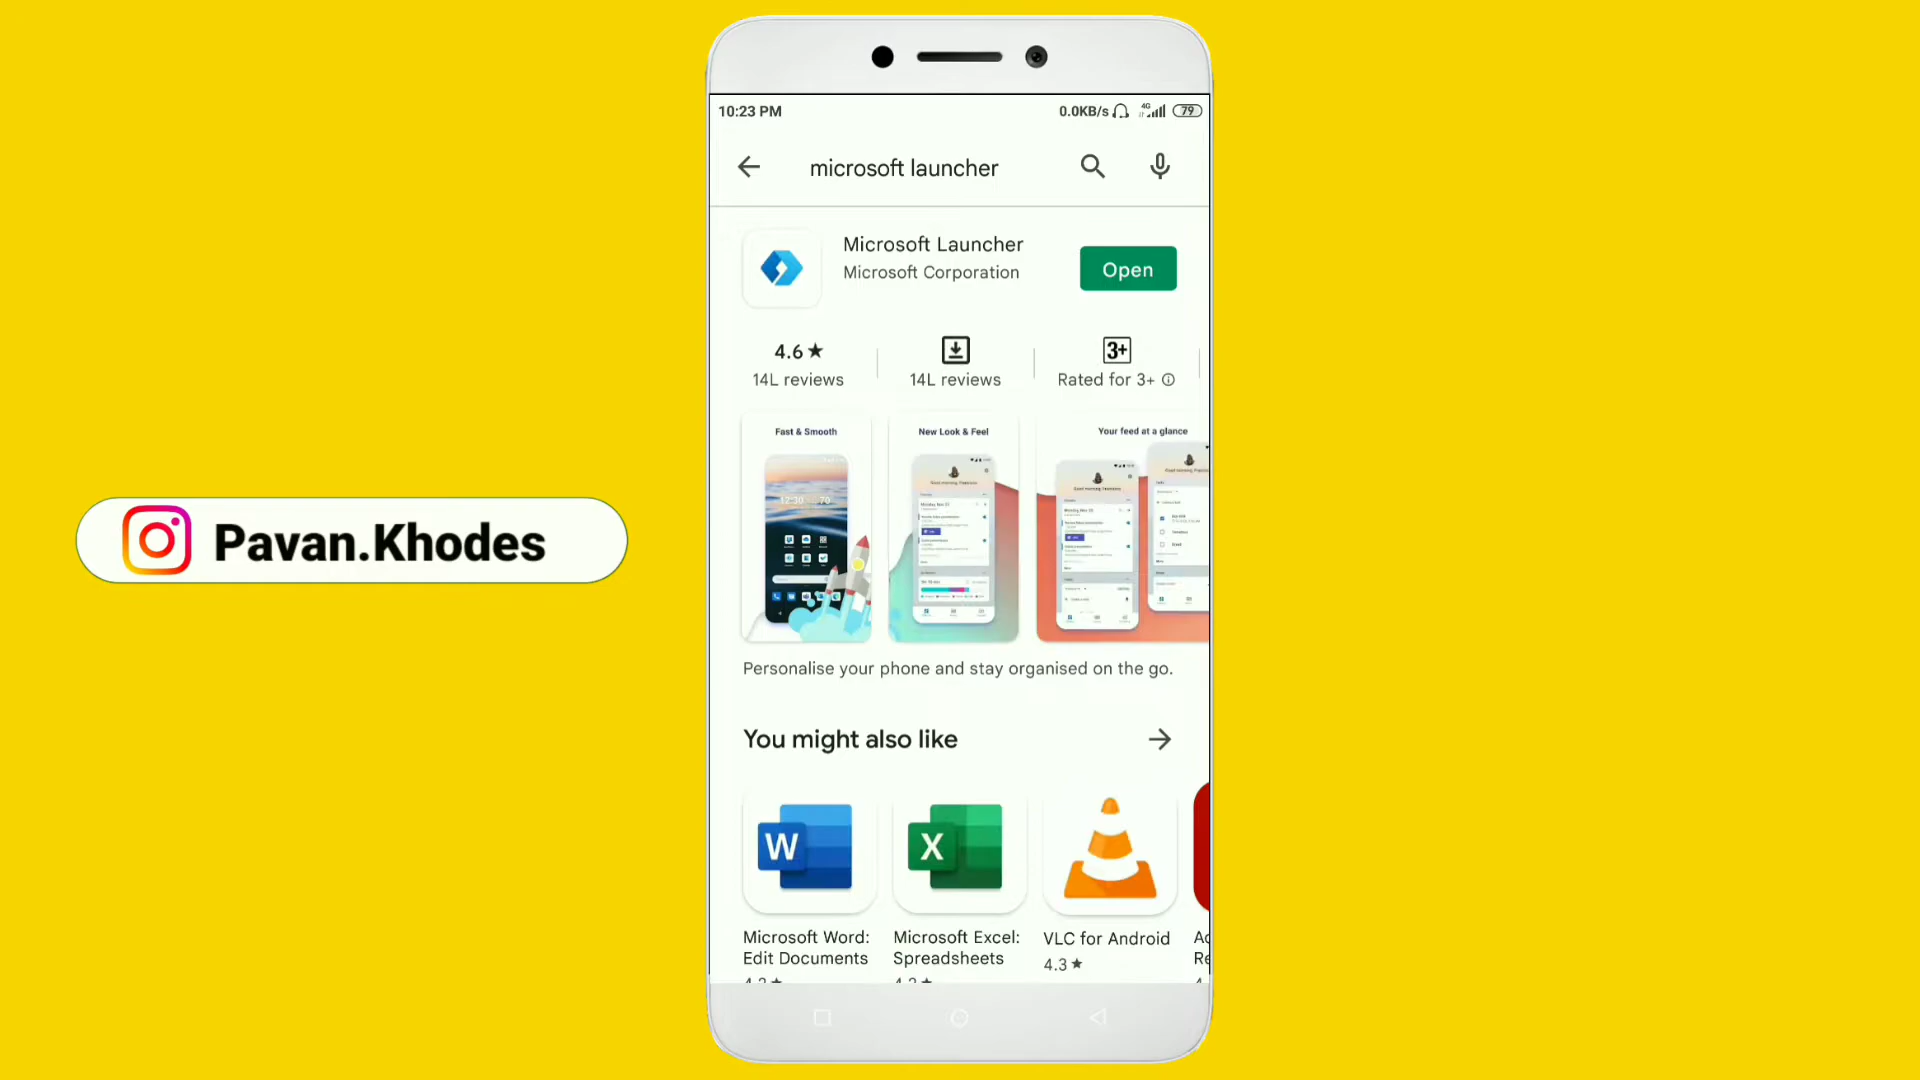 10:23 PM
0.0KB/s 4G 79
microsoft launcher
Microsoft Launcher
Microsoft Corporation
Open
4.6 ★
14L reviews
14L reviews
3+
Rated for 3+
Fast & Smooth
New Look & Feel
Your feed at a glance
Pavan.Khodes
Personalise your phone and stay organised on the go.
You might also like
W
X
Microsoft Word:
Edit Documents
Microsoft Excel:
Spreadsheets
VLC for Android
4.3 ★